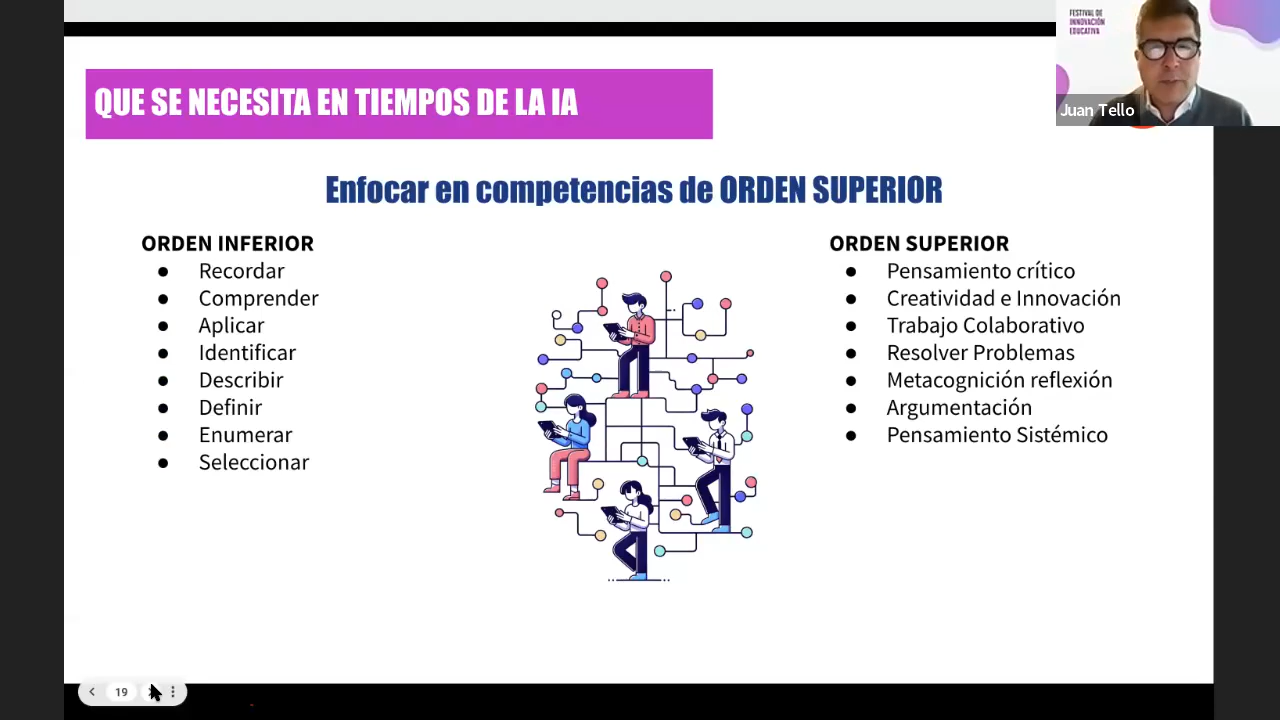 FESTIVAL DE
INNOVACIÓN
EDUCATIVA
Juan Tello
QUE SE NECESITA EN TIEMPOS DE LA IA
Enfocar en competencias de ORDEN SUPERIOR
ORDEN INFERIOR
● Recordar
● Comprender
● Aplicar
● Identificar
● Describir
● Definir
● Enumerar
● Seleccionar
ORDEN SUPERIOR
● Pensamiento crítico
● Creatividad e Innovación
● Trabajo Colaborativo
● Resolver Problemas
● Metacognición reflexión
● Argumentación
● Pensamiento Sistémico
19